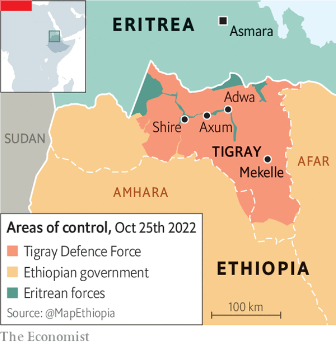 ERITREA
Asmara
Adwa
Shire
Axum
SUDAN
TIGRAY
AFAR
Mekelle
AMHARA
Areas of control, Oct 25th 2022
Tigray Defence Force
Ethiopian government
Eritrean forces
Source: @MapEthiopia
ETHIOPIA
100 km
The Economist